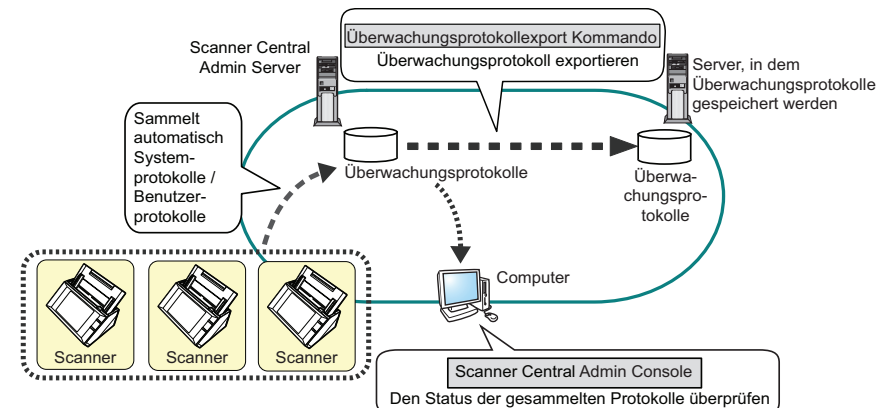 Überwachungsprotokollexport Kommando
Überwachungsprotokoll exportieren
Scanner Central
Admin Server
Server, in dem
Überwachungsprotokolle
gespeichert werden
Sammelt
automatisch
System-
protokolle /
Benutzer-
protokolle
Überwachungsprotokolle
Überwa-
chungspro-
tokolle
Computer
Scanner
Scanner
Scanner
Scanner Central Admin Console
Den Status der gesammelten Protokolle überprüfen